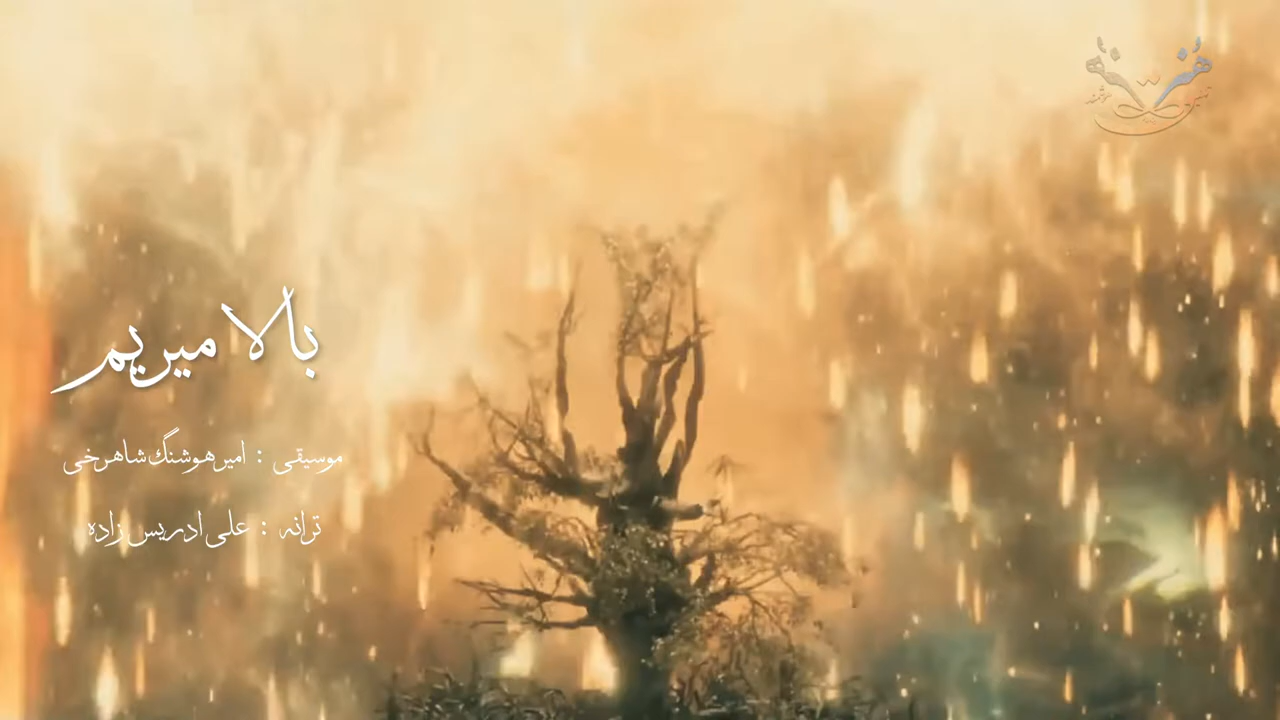 بالا میریم
موسیقی : امیرهوشنگ شاهرخی
ترانه : علی ادریس زاده